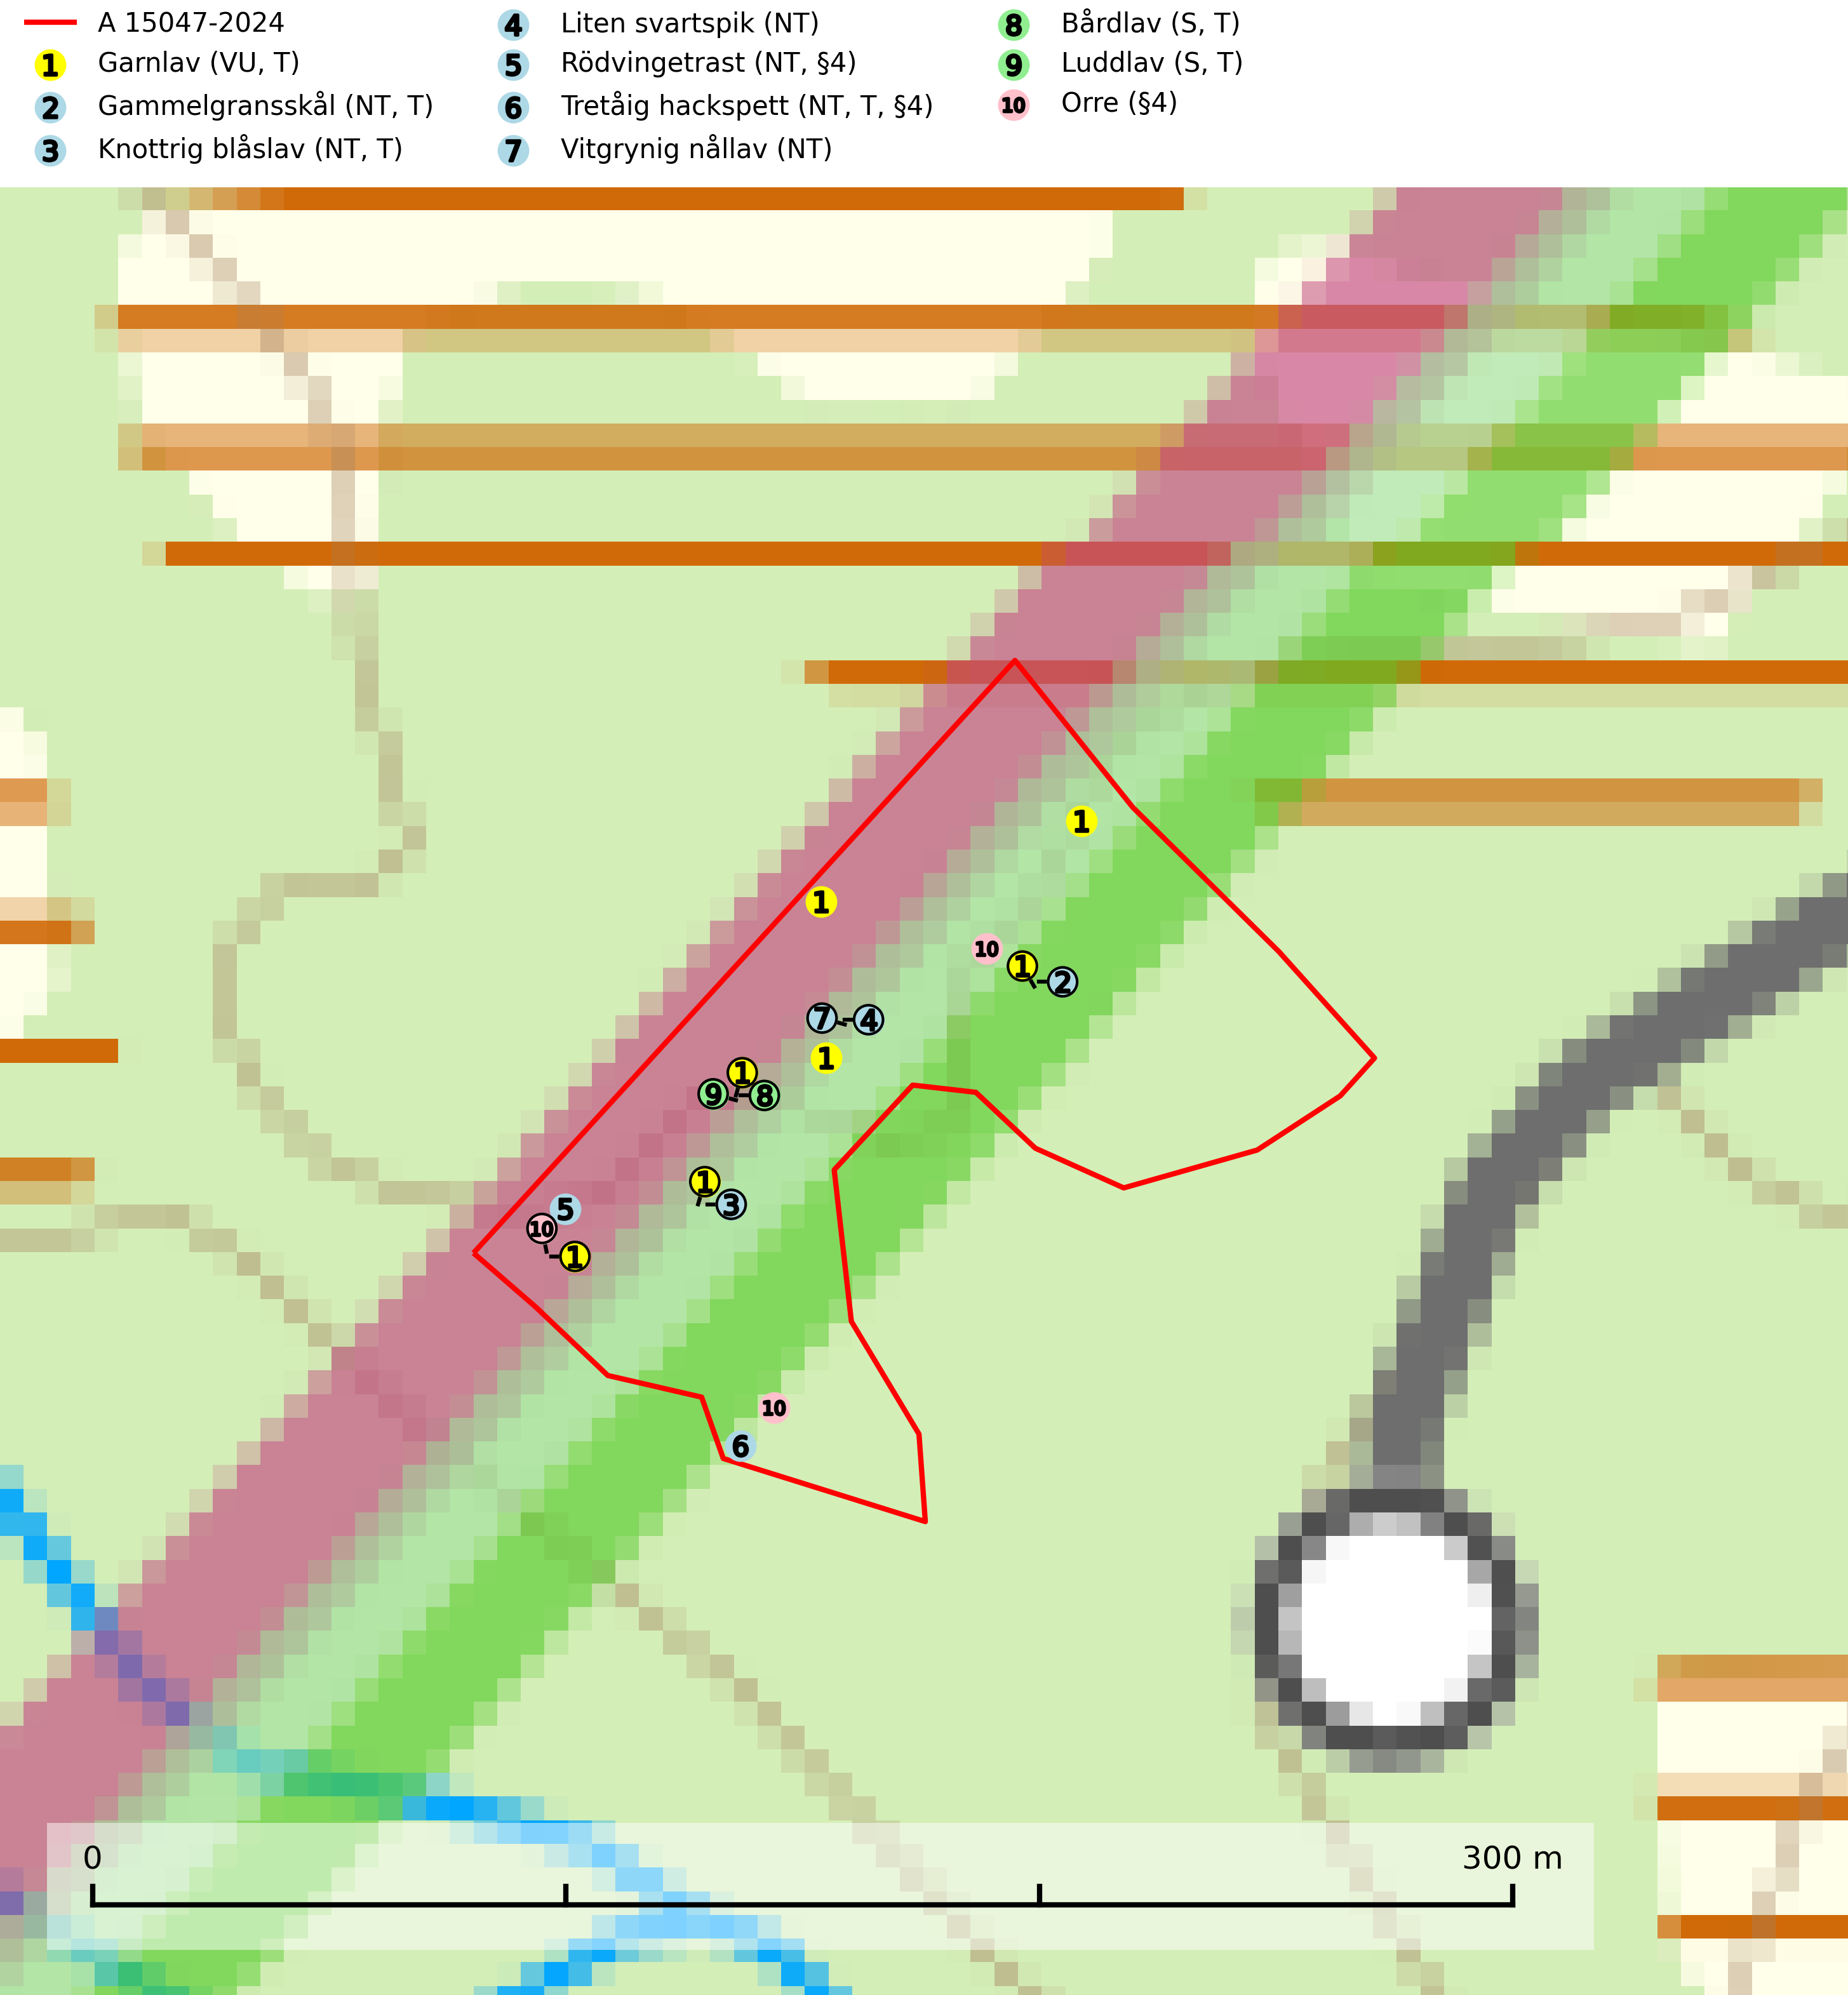 A 15047-2024
1 Garnlav (VU, T)
2 Gammelgransskål (NT, T)
3 Knottrig blåslav (NT, T)
4 Liten svartspik (NT)
5 Rödvingetrast (NT, §4)
6 Tretåig hackspett (NT, T, §4)
7 Vitgrynig nållav (NT)
8 Bårdlav (S, T)
9 Luddlav (S, T)
10 Orre (§4)
1
1
10
1
2
7
4
1
1
9
8
1
3
5
10
1
10
6
0
300 m